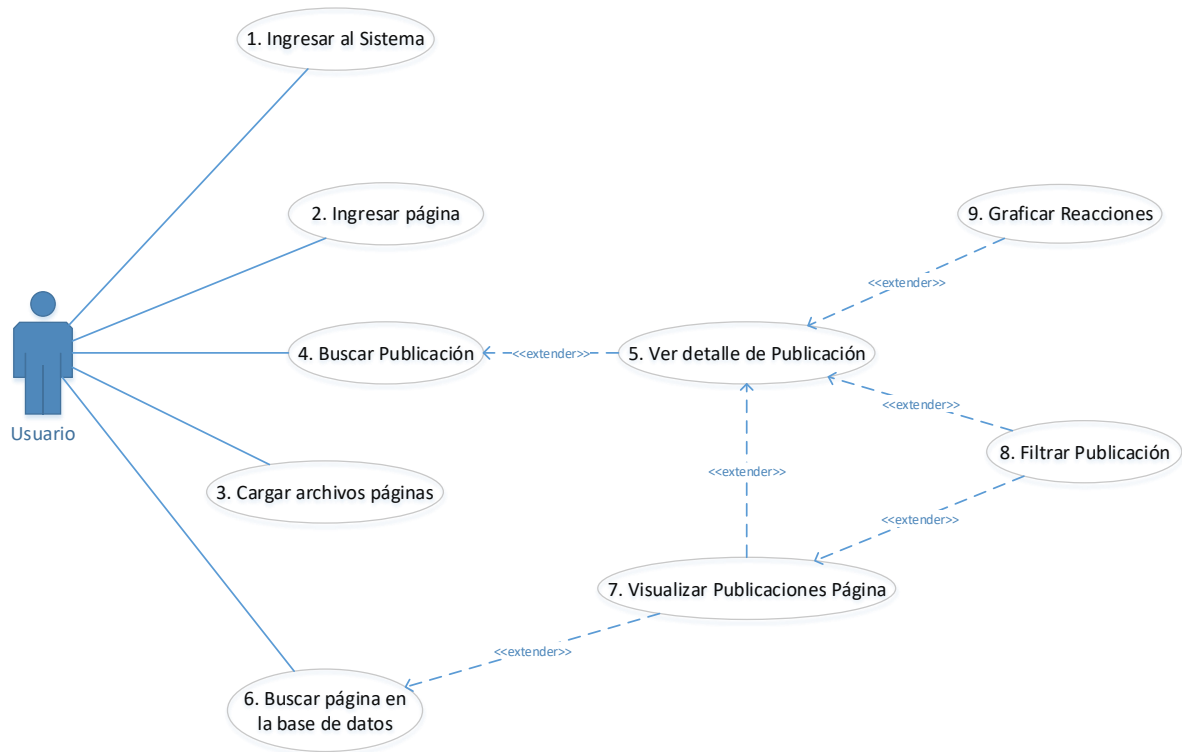 1. Ingresar al Sistema
2. Ingresar página
9. Graficar Reacciones
<<extender>>
4. Buscar Publicación
<<extender>>
5. Ver detalle de Publicación
<<extender>>
Usuario
8. Filtrar Publicación
<<extender>>
3. Cargar archivos páginas
<<extender>>
7. Visualizar Publicaciones Página
<<extender>>
6. Buscar página en
la base de datos